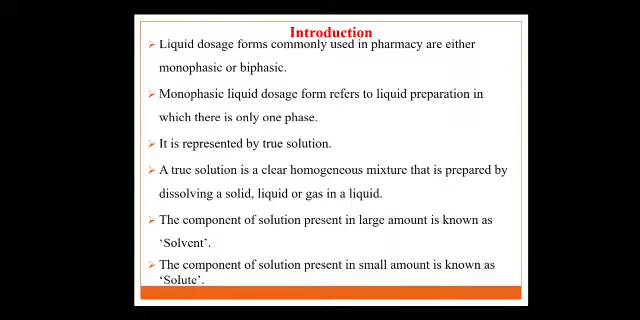 Introduction
➢ Liquid dosage forms commonly used in pharmacy are either
monophasic or biphasic.
➢ Monophasic liquid dosage form refers to liquid preparation in
which there is only one phase.
➢ It is represented by true solution.
➢ A true solution is a clear homogeneous mixture that is prepared by
dissolving a solid, liquid or gas in a liquid.
➢ The component of solution present in large amount is known as
‘Solvent’.
➢ The component of solution present in small amount is known as
‘Solute’.